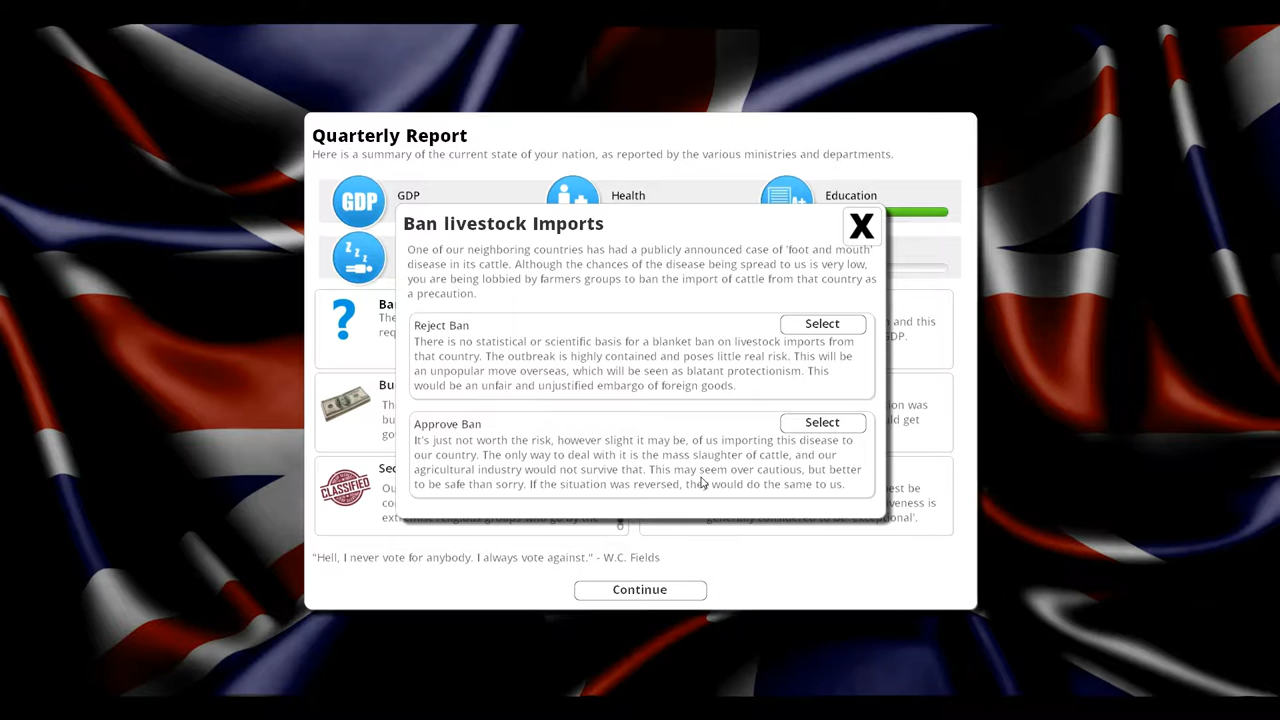 Quarterly Report
Here is a summary of the current state of your nation, as reported by the various ministries and departments.
GDP
GDP
Health
Education
Ban livestock Imports
X
One of our neighboring countries has had a publicly announced case of 'foot and mouth'
disease in its cattle. Although the chances of the disease being spread to us is very low,
you are being lobbied by farmers groups to ban the import of cattle from that country as
a precaution.
Reject Ban
Select
There is no statistical or scientific basis for a blanket ban on livestock imports from
that country. The outbreak is highly contained and poses little real risk. This will be
an unpopular move overseas, which will be seen as blatant protectionism. This
would be an unfair and unjustified embargo of foreign goods.
Approve Ban
Select
It's just not worth the risk, however slight it may be, of us importing this disease to
our country. The only way to deal with it is the mass slaughter of cattle, and our
agricultural industry would not survive that. This may seem over cautious, but better
to be safe than sorry. If the situation was reversed, they would do the same to us.
and this
DP.
?
CLASSIFIED
"Hell, I never vote for anybody. I always vote against." - W.C. Fields
Continue